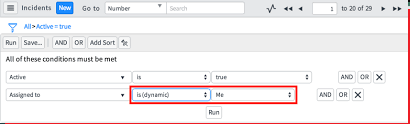 Incidents New Go to Number Search 1 to 20 of 29
All>Active = true
Run Save... AND OR Add Sort
All of these conditions must be met
Active is true AND OR X
Assigned to is (dynamic) Me AND OR X
Run